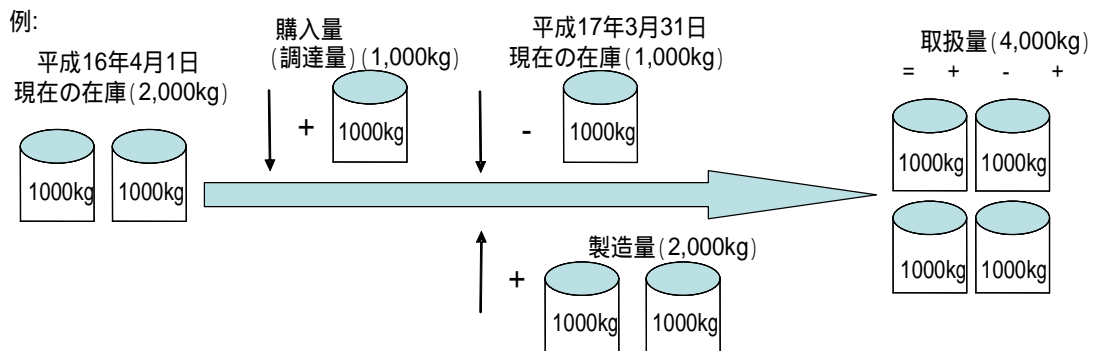 例:
平成16年4月1日
現在の在庫(2,000kg)
1000kg 1000kg
購入量
(調達量)(1,000kg)
+
1000kg
平成17年3月31日
現在の在庫(1,000kg)
-
1000kg
製造量(2,000kg)
+
1000kg 1000kg
取扱量(4,000kg)
= + - +
1000kg 1000kg
1000kg 1000kg